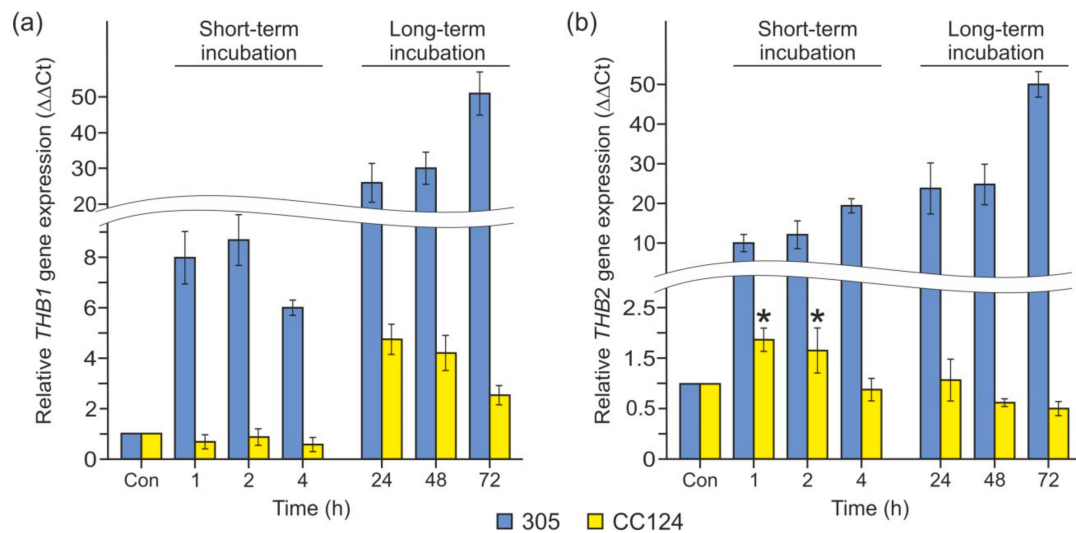 (a)
Short-term
incubation
Long-term
incubation
Relative THB1 gene expression (ΔΔCt)
50
40
30
20
8
6
4
2
0
Con
1
2
4
24
48
72
Time (h)
(b)
Short-term
incubation
Long-term
incubation
Relative THB2 gene expression (ΔΔCt)
50
40
30
20
10
2.5
1.5
0.5
0
*
*
Con
1
2
4
24
48
72
Time (h)
305
CC124